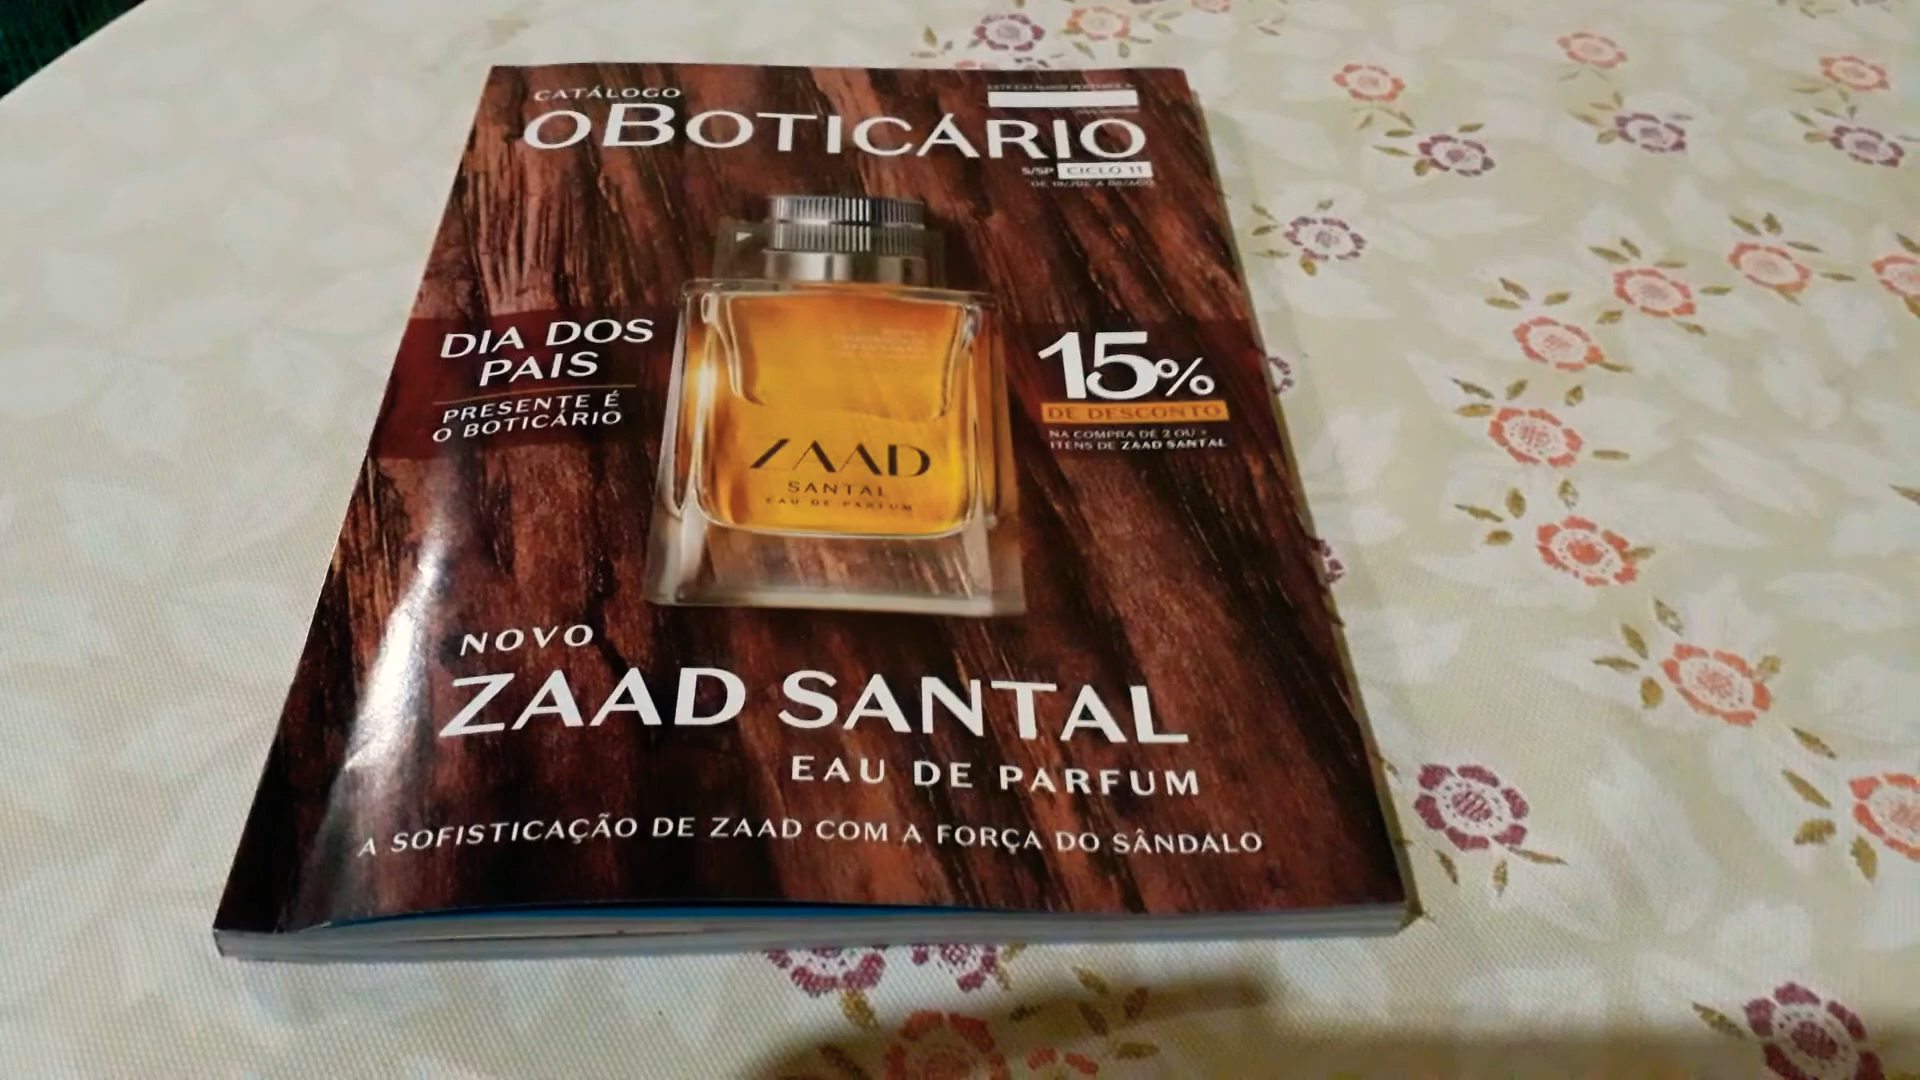 CATÁLOGO
OBOTICÁRIO
S/SP CICLO 11
DIA DOS
PAIS
PRESENTE É
O BOTICÁRIO
15%
DE DESCONTO
NA COMPRA DE 2 OU +
ITENS DE ZAAD SANTAL
ZAAD
SANTAL
EAU DE PARFUM
NOVO
ZAAD SANTAL
EAU DE PARFUM
A SOFISTICAÇÃO DE ZAAD COM A FORÇA DO SÂNDALO